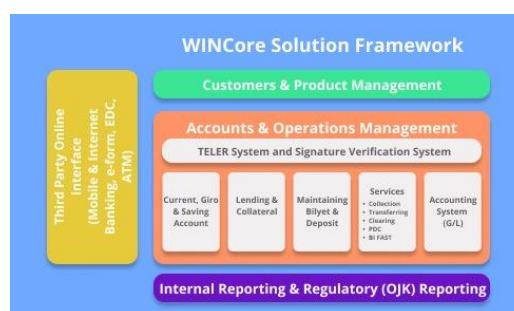 WINCore Solution Framework
Third Party Online
Interface
(Mobile & Internet
Banking, e-form, EDC,
ATM)
Customers & Product Management
Accounts & Operations Management
TELER System and Signature Verification System
Current, Giro
& Saving
Account
Lending &
Collateral
Maintaining
Bilyet &
Deposit
Services
• Collection
• Transferring
• Clearing
• PDC
• BI FAST
Accounting
System
(G/L)
Internal Reporting & Regulatory (OJK) Reporting